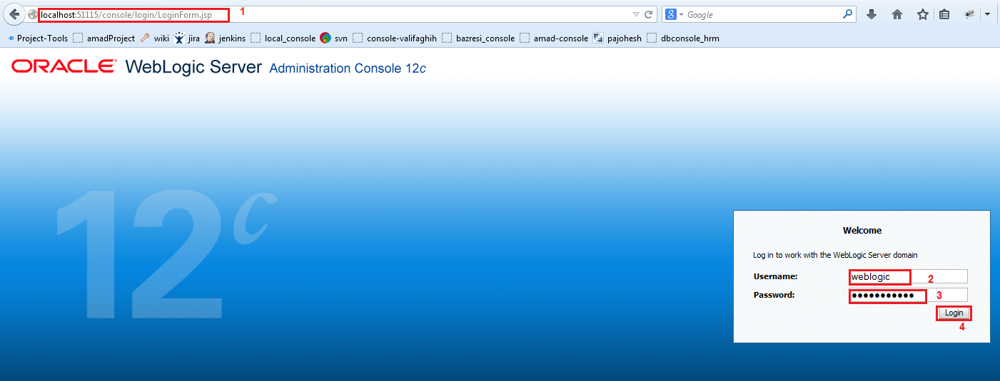 localhost:51115/console/login/LoginForm.jsp 1 Google
Project-Tools amadProject wiki jira jenkins local_console svn console-valifaghih bazresi_console amad-console pajohesh dbconsole_hrm
ORACLE WebLogic Server Administration Console 12c
12c
Welcome
Log in to work with the WebLogic Server domain
Username: weblogic 2
Password: ●●●●●●●●●●● 3
Login
4